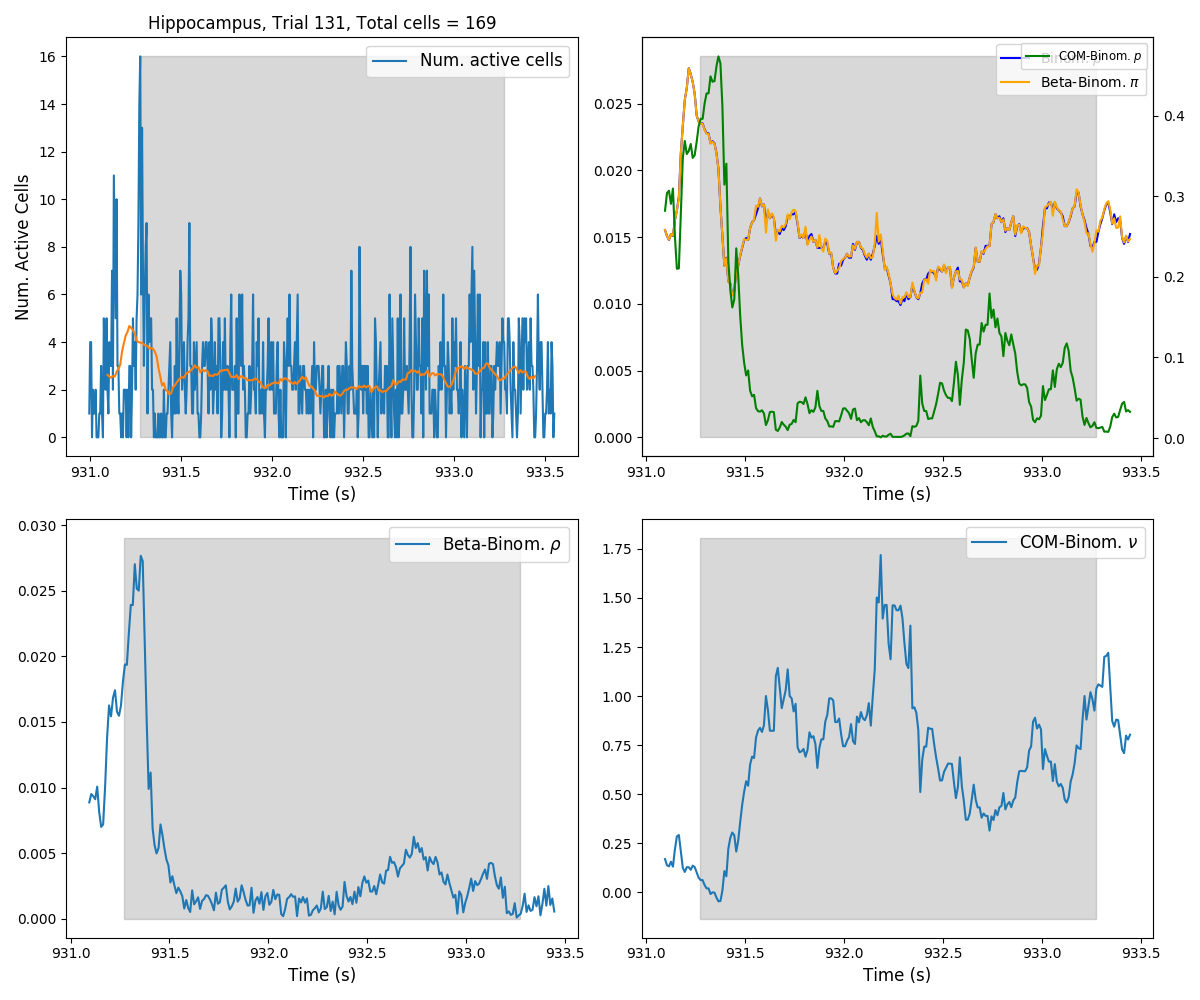 Hippocampus, Trial 131, Total cells = 169
Num. active cells
Num. Active Cells
16
14
12
10
8
6
4
2
0
931.0 931.5 932.0 932.5 933.0 933.5
Time (s)
COM-Binom. p
Beta-Binom. π
0.025
0.020
0.015
0.010
0.005
0.000
0.4
0.3
0.2
0.1
0.0
931.0 931.5 932.0 932.5 933.0 933.5
Time (s)
Beta-Binom. ρ
0.030
0.025
0.020
0.015
0.010
0.005
0.000
931.0 931.5 932.0 932.5 933.0 933.5
Time (s)
COM-Binom. ν
1.75
1.50
1.25
1.00
0.75
0.50
0.25
0.00
931.0 931.5 932.0 932.5 933.0 933.5
Time (s)